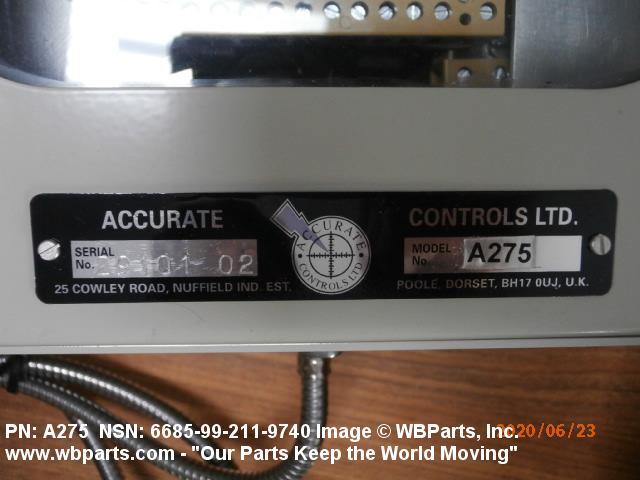 ACCURATE
CONTROLS LTD.
SERIAL
No.
01 02
ACCURATE
CONTROLS LTD
MODEL
No.
A275
25 COWLEY ROAD, NUFFIELD IND. EST.
POOLE, DORSET, BH17 0UJ, U.K.
PN: A275 NSN: 6685-99-211-9740 Image © WBParts, Inc.
2020/06/23
www.wbparts.com - "Our Parts Keep the World Moving"